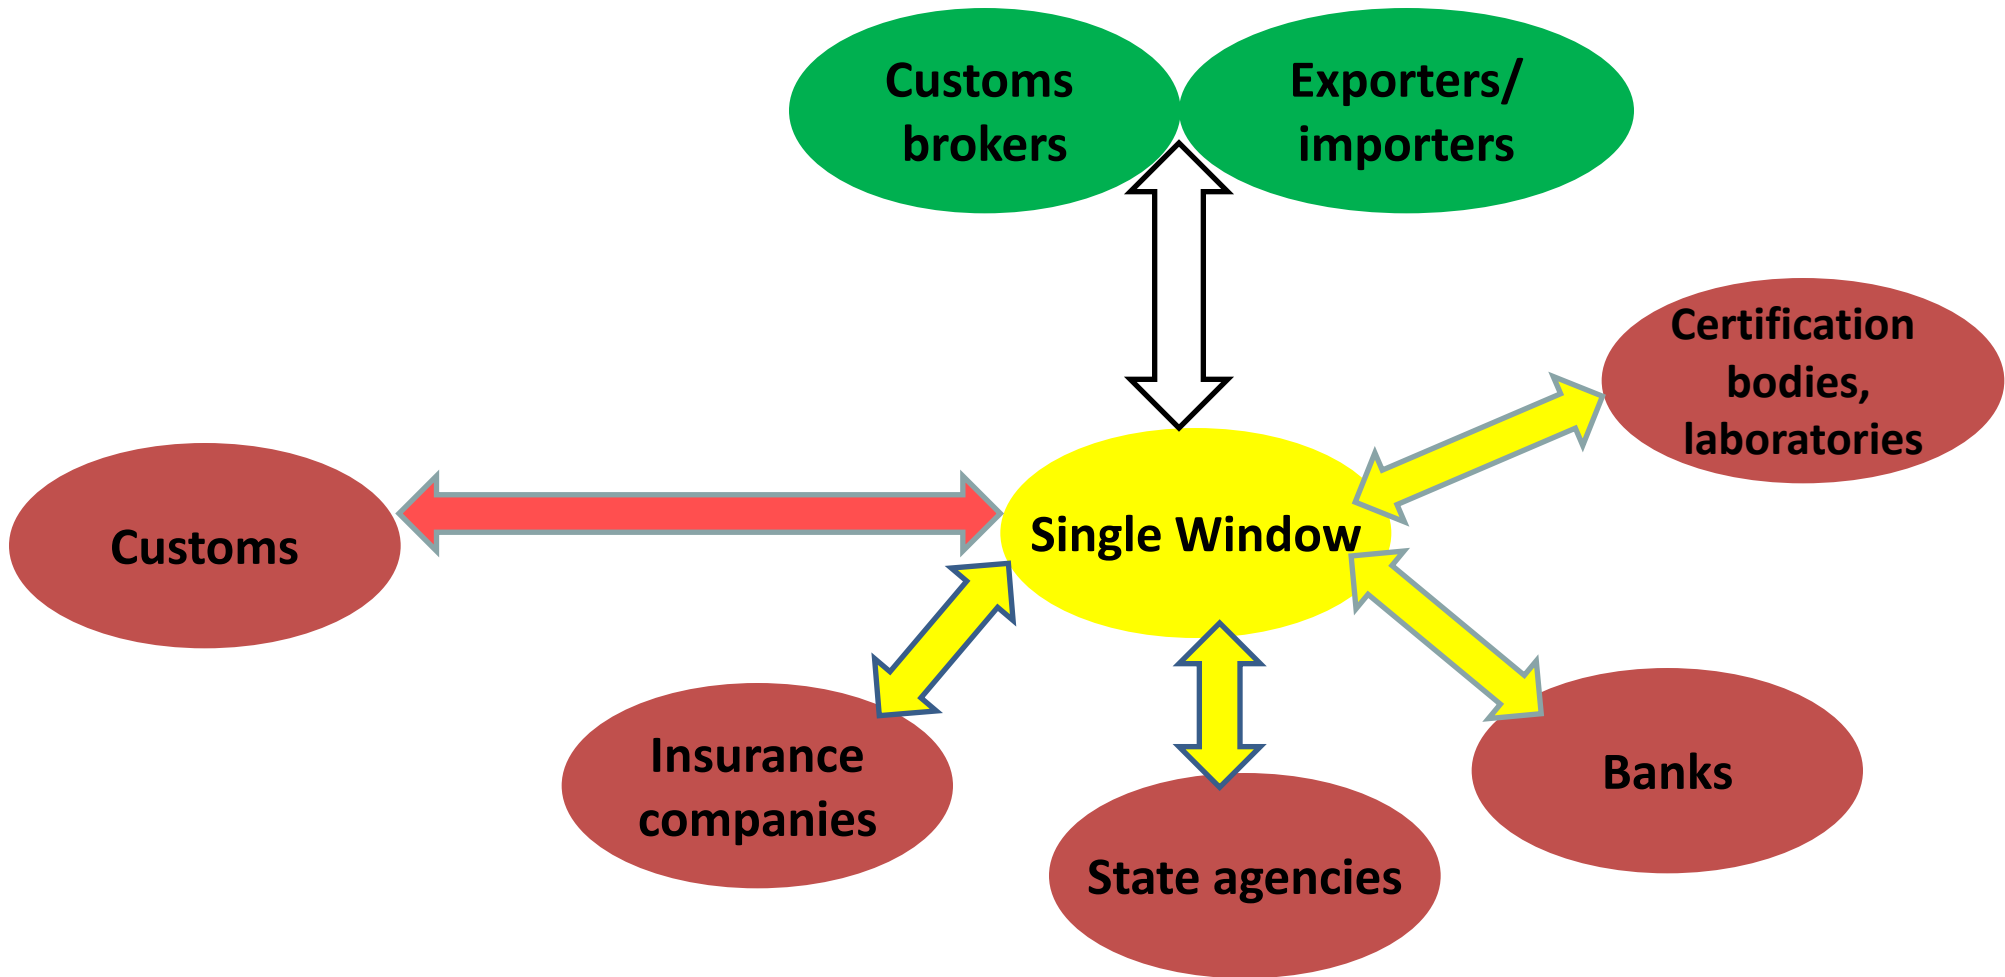 Customs
brokers
Exporters/
importers
Certification
bodies,
laboratories
Customs
Single Window
Insurance
companies
State agencies
Banks